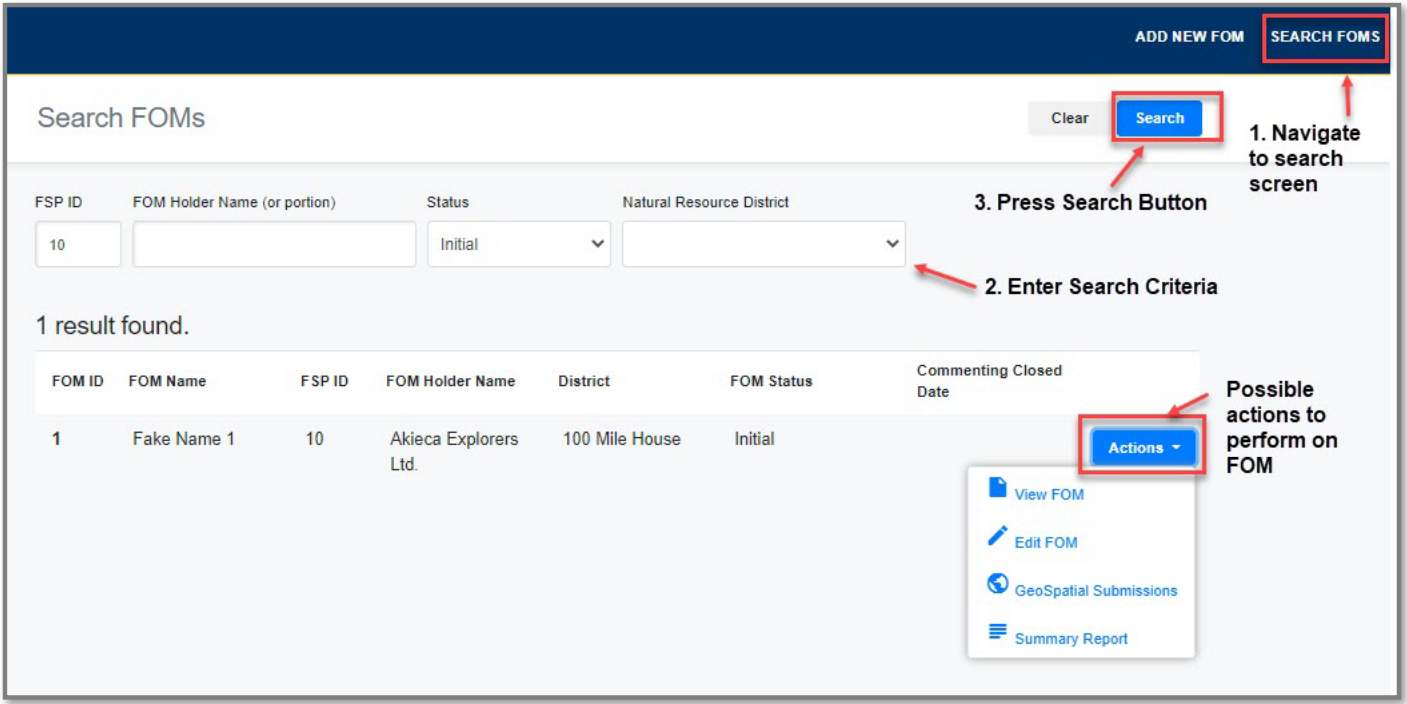 ADD NEW FOM SEARCH FOMS
Search FOMs
Clear Search
1. Navigate
to search
screen
3. Press Search Button
FSP ID FOM Holder Name (or portion) Status Natural Resource District
10 Initial
2. Enter Search Criteria
1 result found.
FOM ID FOM Name FSP ID FOM Holder Name District FOM Status Commenting Closed
Date
1 Fake Name 1 10 Akieca Explorers 100 Mile House Initial Actions
Ltd.
Possible
actions to
perform on
FOM
View FOM
Edit FOM
GeoSpatial Submissions
Summary Report